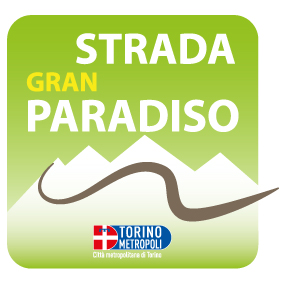 STRADA
GRAN
PARADISO
TORINO
METROPOLI
Città metropolitana di Torino